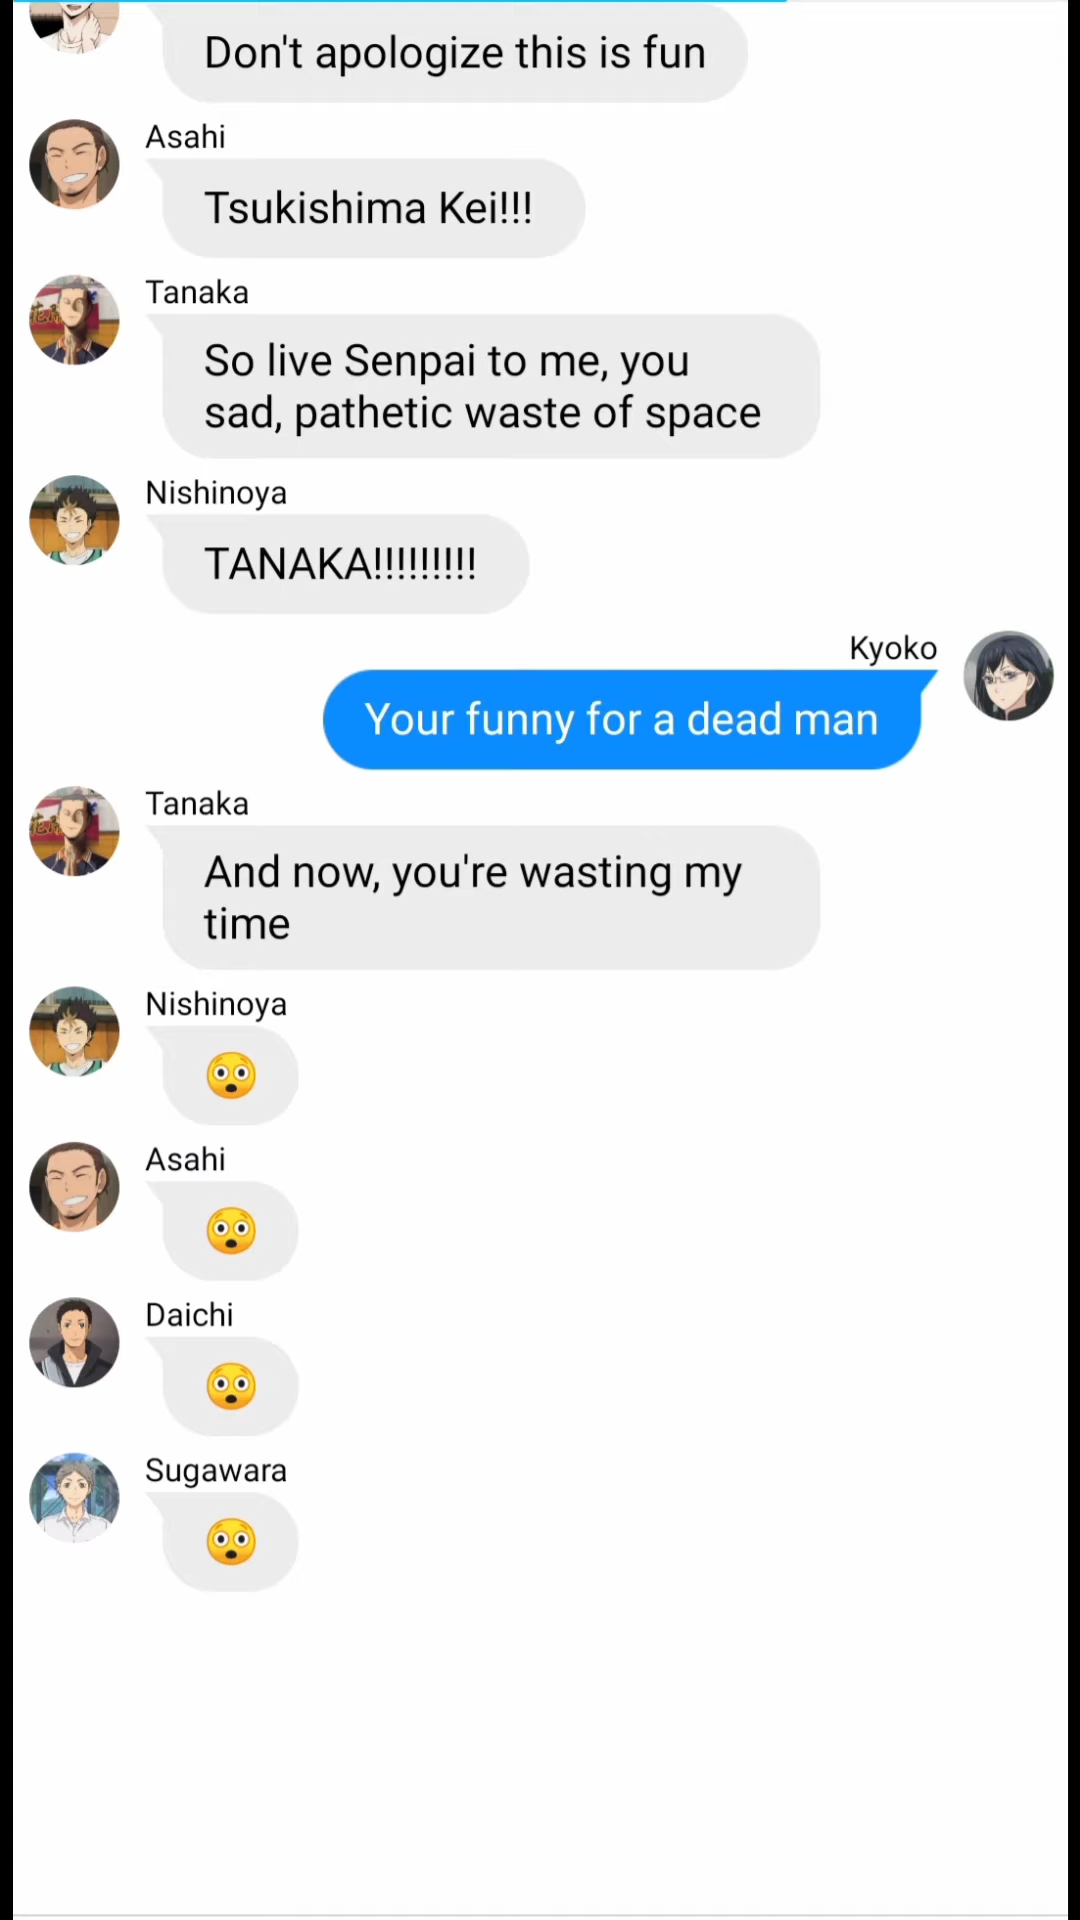 Don't apologize this is fun
Asahi
Tsukishima Kei!!!
Tanaka
So live Senpai to me, you
sad, pathetic waste of space
Nishinoya
TANAKA!!!!!!!!!
Kyoko
Your funny for a dead man
Tanaka
And now, you're wasting my
time
Nishinoya
😳
Asahi
😳
Daichi
😳
Sugawara
😳